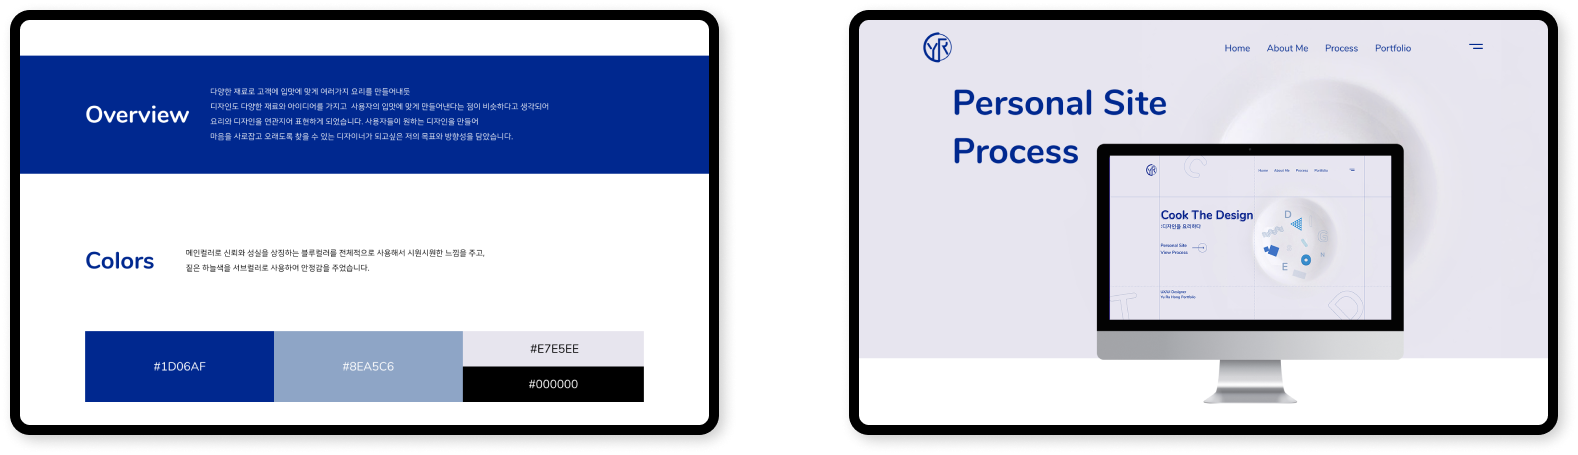 Overview
다양한 재료로 고객에 입맛에 맞게 여러가지 요리를 만들어내듯
디자인도 다양한 재료와 아이디어를 가지고 사용자의 입맛에 맞게 만들어낸다는 점이 비슷하다고 생각되어
요리와 디자인을 연관지어 표현하게 되었습니다. 사용자들이 원하는 디자인을 만들어
마음을 사로잡고 오래도록 찾을 수 있는 디자이너가 되고싶은 저의 목표와 방향성을 담았습니다.
Colors
메인컬러로 신뢰와 성실을 상징하는 블루컬러를 전체적으로 사용해서 시원시원한 느낌을 주고,
짙은 하늘색을 서브컬러로 사용하여 안정감을 주었습니다.
#1D06AF
#8EA5C6
#E7E5EE
#000000
YR
Home About Me Process Portfolio
Personal Site
Process
YR
Home About Me Process Portfolio
C
Cook The Design
:디자인을 요리하다
Personal Site
View Process
D
G
E
N
UXUI Designer
Yu Ra Hong Portfolio
T
D